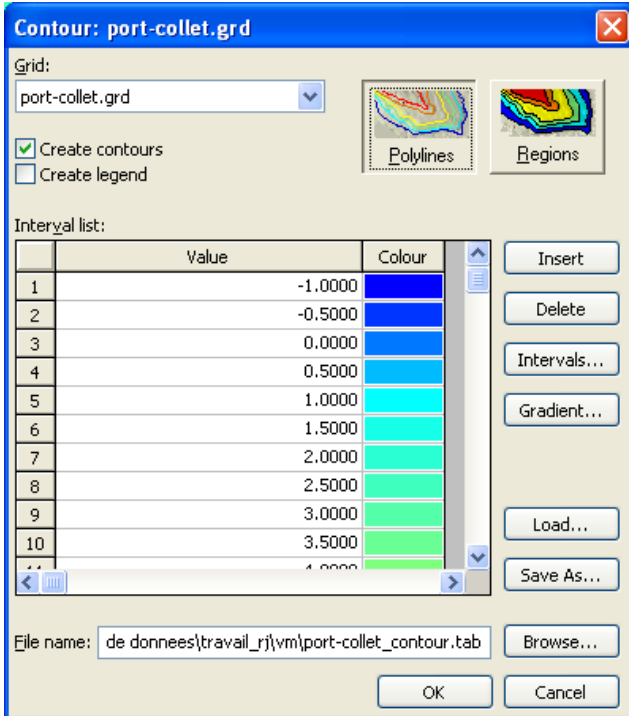 Contour: port-collet.grd
Grid:
port-collet.grd
Create contours
Create legend
Polylines
Regions
Interval list:
Value Colour
1 -1.0000
2 -0.5000
3 0.0000
4 0.5000
5 1.0000
6 1.5000
7 2.0000
8 2.5000
9 3.0000
10 3.5000
Insert
Delete
Intervals...
Gradient...
Load...
Save As...
File name: de donnees\travail_rj\vm\port-collet_contour.tab Browse...
OK Cancel